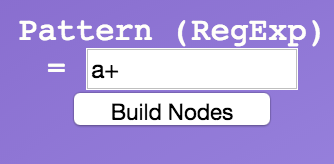 Pattern (RegExp)
= a+
Build Nodes